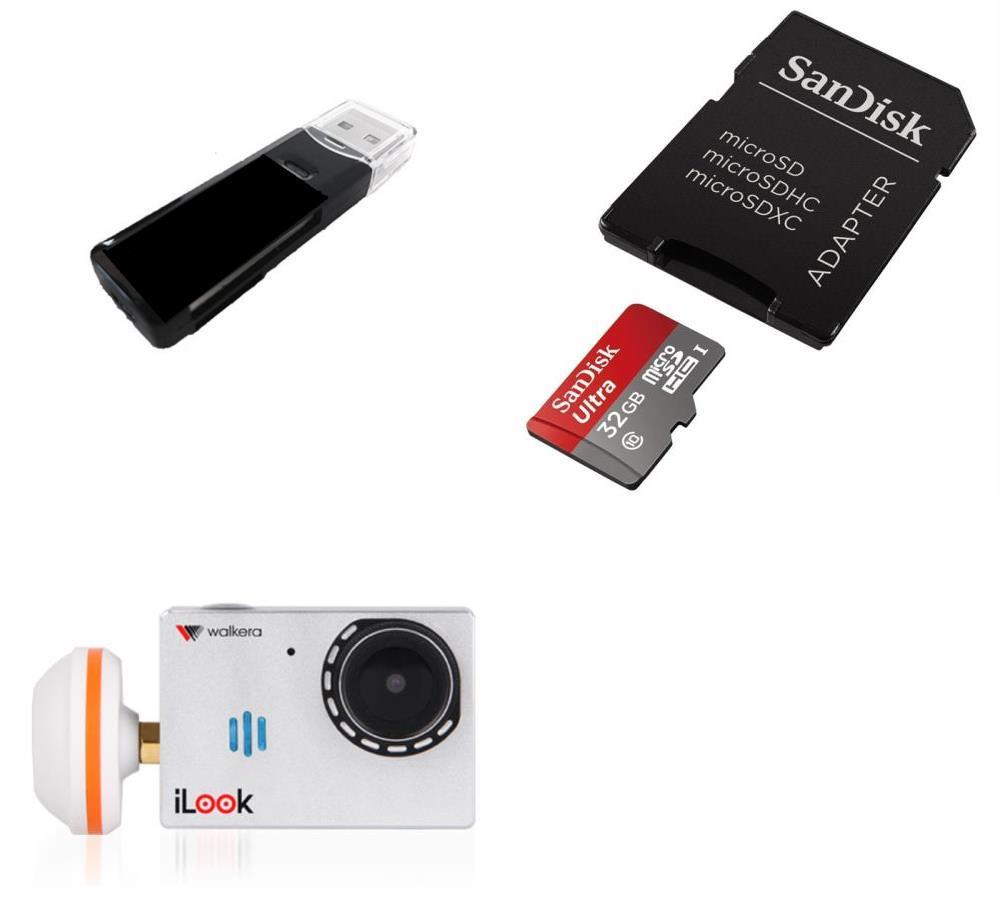 SanDisk
microSD
microSDHC
microSDXC
ADAPTER
SanDisk
Ultra
32GB
micro
SD
HC I
10
walkera
iLook